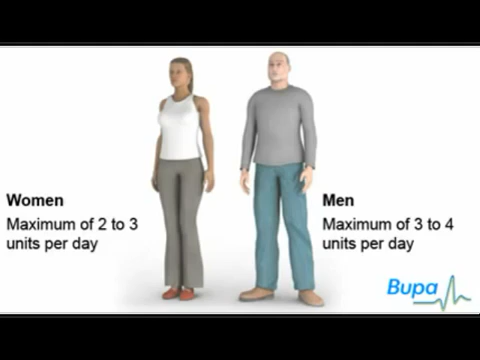 Women
Maximum of 2 to 3
units per day
Men
Maximum of 3 to 4
units per day
Bupa